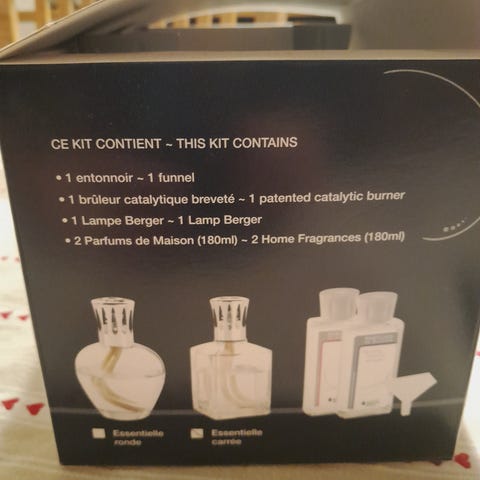 CE KIT CONTIENT ~ THIS KIT CONTAINS
• 1 entonnoir ~ 1 funnel
• 1 brûleur catalytique breveté ~ 1 patented catalytic burner
• 1 Lampe Berger ~ 1 Lamp Berger
• 2 Parfums de Maison (180ml) ~ 2 Home Fragrances (180ml)
Essentielle
ronde
Essentielle
carrée